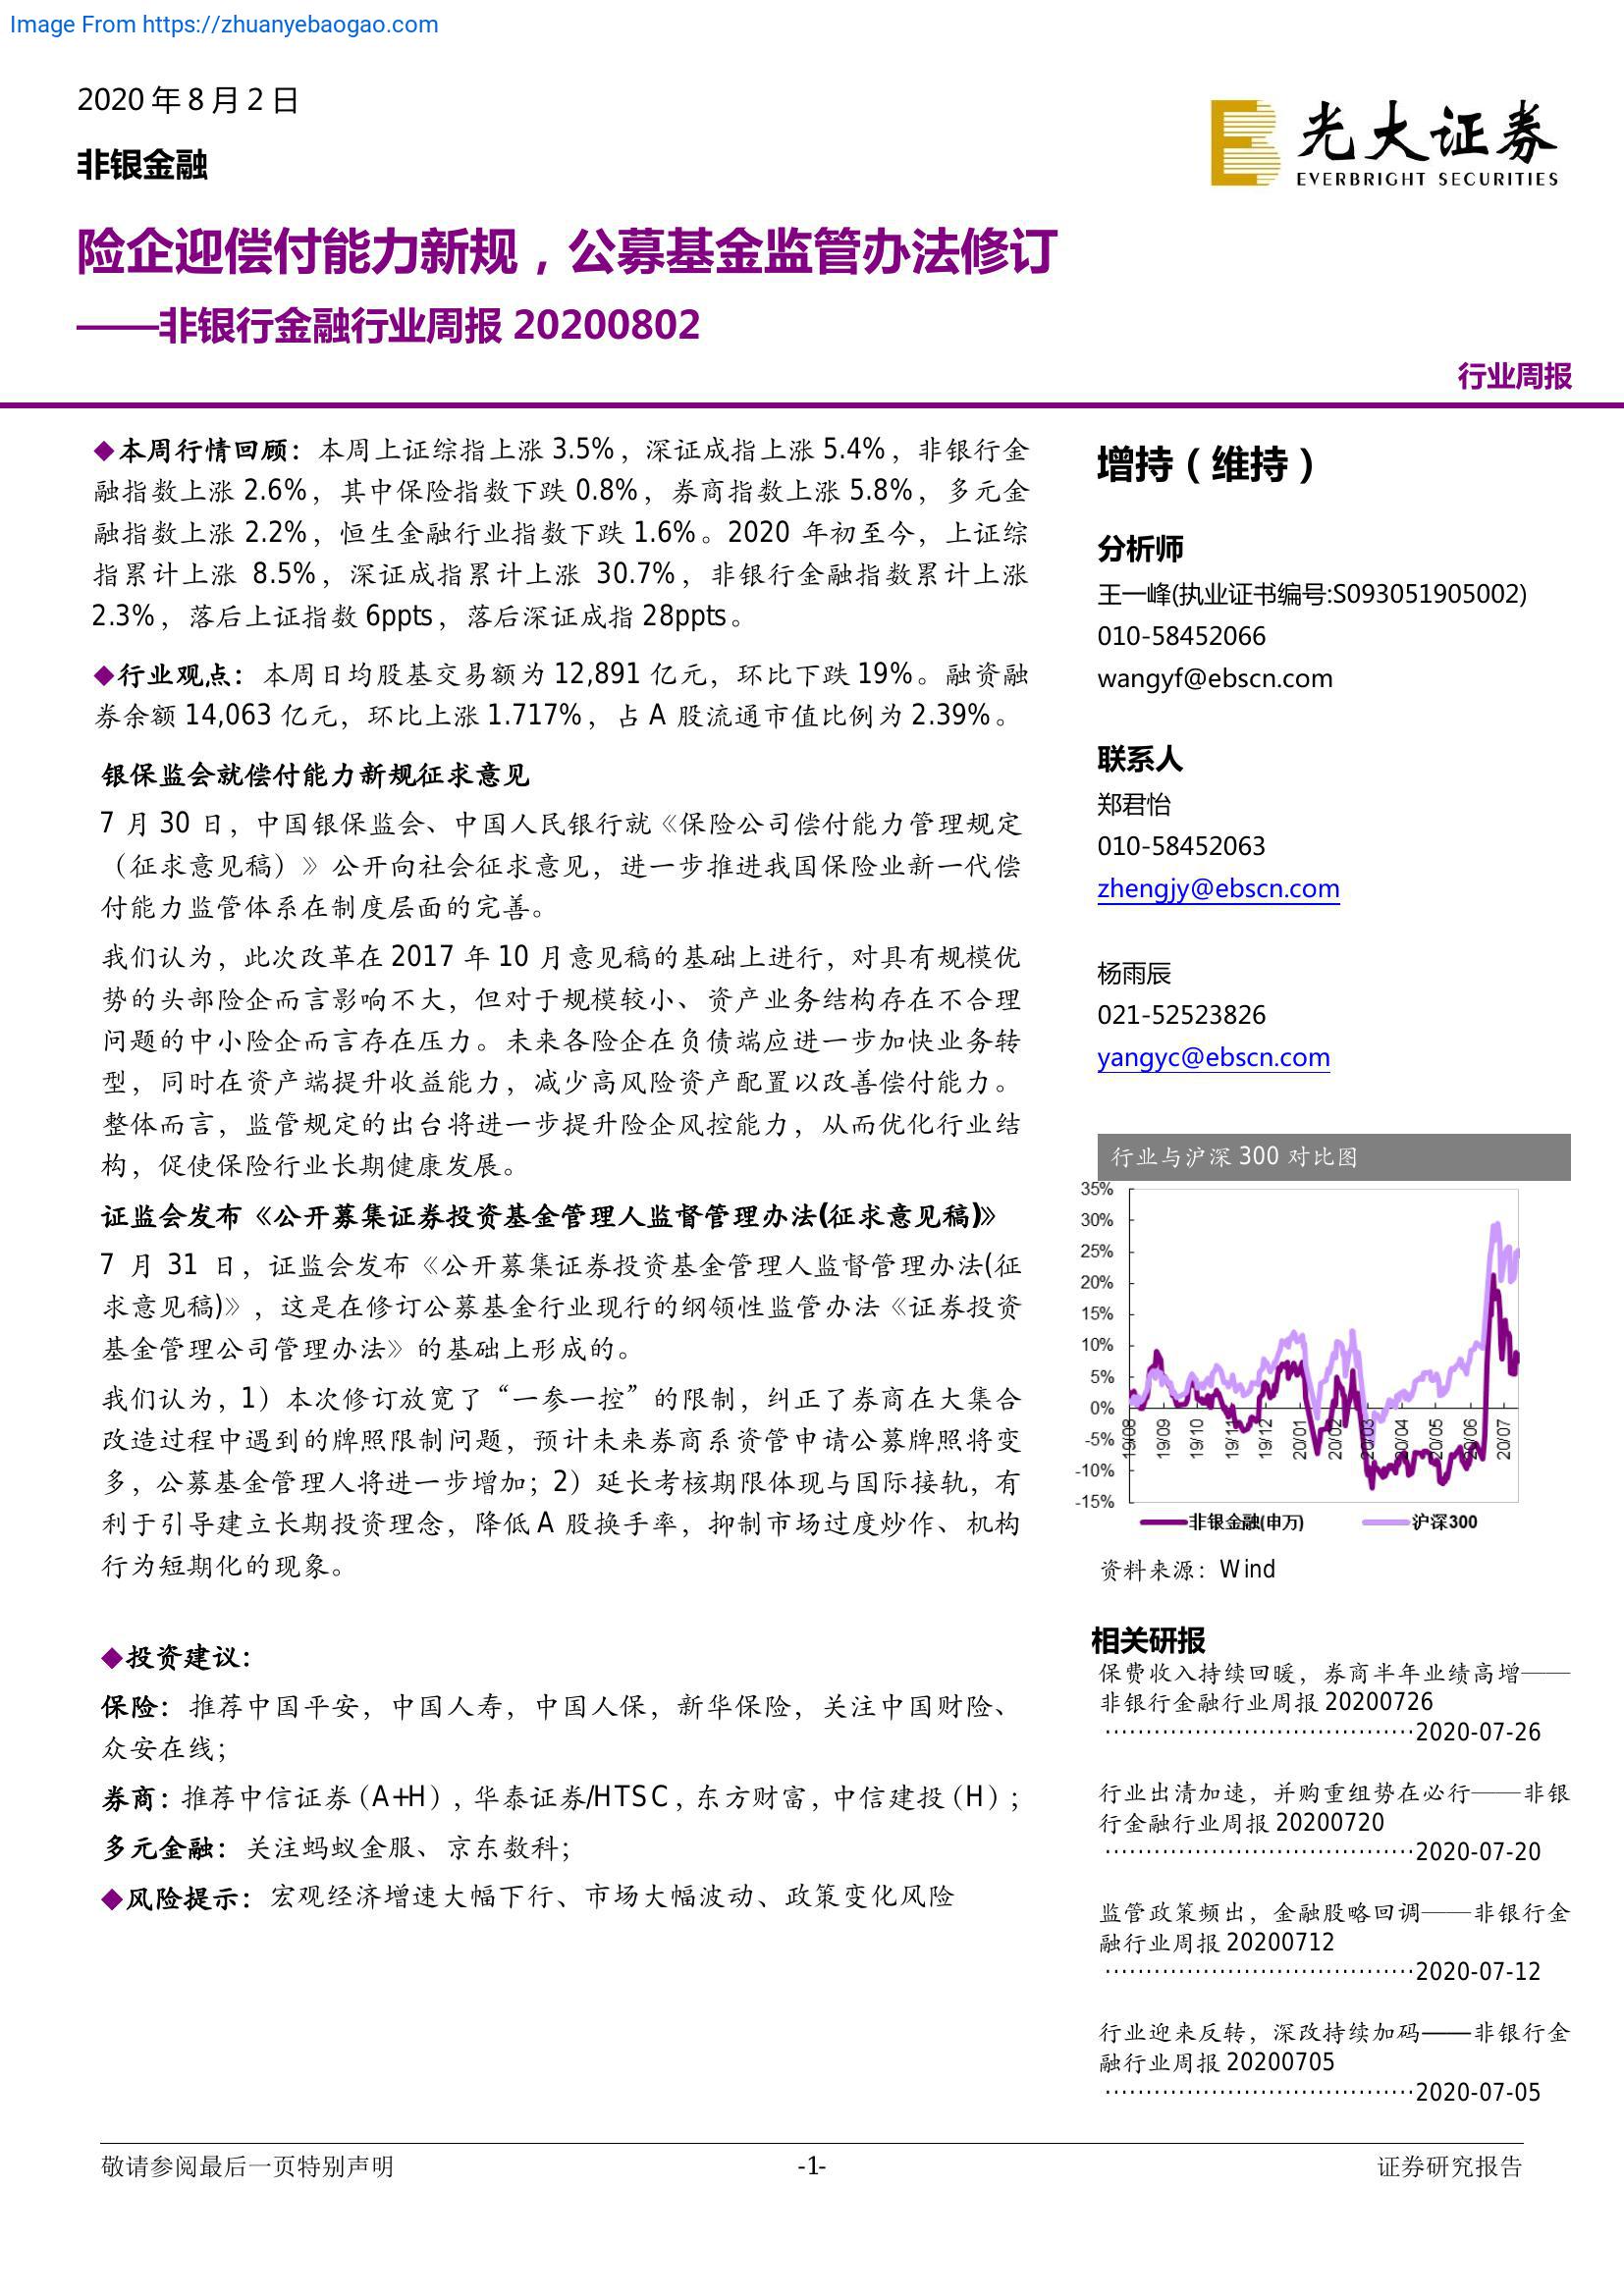 Image From https://zhuanyebaogao.com
2020 年 8 月 2 日
非银金融
光大证券
EVERBRIGHT SECURITIES
险企迎偿付能力新规，公募基金监管办法修订
——非银行金融行业周报 20200802
行业周报
◆本周行情回顾：本周上证综指上涨 3.5%，深证成指上涨 5.4%，非银行金
融指数上涨 2.6%，其中保险指数下跌 0.8%，券商指数上涨 5.8%，多元金
融指数上涨 2.2%，恒生金融行业指数下跌 1.6%。2020 年初至今，上证综
指累计上涨 8.5%，深证成指累计上涨 30.7%，非银行金融指数累计上涨
2.3%，落后上证指数 6ppts，落后深证成指 28ppts。
◆行业观点：本周日均股基交易额为 12,891 亿元，环比下跌 19%。融资融
券余额 14,063 亿元，环比上涨 1.717%，占 A 股流通市值比例为 2.39%。
银保监会就偿付能力新规征求意见
7 月 30 日，中国银保监会、中国人民银行就《保险公司偿付能力管理规定
（征求意见稿）》公开向社会征求意见，进一步推进我国保险业新一代偿
付能力监管体系在制度层面的完善。
我们认为，此次改革在 2017 年 10 月意见稿的基础上进行，对具有规模优
势的头部险企而言影响不大，但对于规模较小、资产业务结构存在不合理
问题的中小险企而言存在压力。未来各险企在负债端应进一步加快业务转
型，同时在资产端提升收益能力，减少高风险资产配置以改善偿付能力。
整体而言，监管规定的出台将进一步提升险企风控能力，从而优化行业结
构，促使保险行业长期健康发展。
证监会发布《公开募集证券投资基金管理人监督管理办法(征求意见稿)》
7 月 31 日，证监会发布《公开募集证券投资基金管理人监督管理办法(征
求意见稿)》，这是在修订公募基金行业现行的纲领性监管办法《证券投资
基金管理公司管理办法》的基础上形成的。
我们认为，1）本次修订放宽了“一参一控”的限制，纠正了券商在大集合
改造过程中遇到的牌照限制问题，预计未来券商系资管申请公募牌照将变
多，公募基金管理人将进一步增加；2）延长考核期限体现与国际接轨，有
利于引导建立长期投资理念，降低 A 股换手率，抑制市场过度炒作、机构
行为短期化的现象。
◆投资建议：
保险：推荐中国平安，中国人寿，中国人保，新华保险，关注中国财险、
众安在线；
券商：推荐中信证券（A+H），华泰证券/HTSC，东方财富，中信建投（H）；
多元金融：关注蚂蚁金服、京东数科；
◆风险提示：宏观经济增速大幅下行、市场大幅波动、政策变化风险
增持（维持）
分析师
王一峰(执业证书编号:S093051905002)
010-58452066
wangyf@ebscn.com
联系人
郑君怡
010-58452063
zhengjy@ebscn.com
杨雨辰
021-52523826
yangyc@ebscn.com
行业与沪深 300 对比图
35%
30%
25%
20%
15%
10%
5%
0%
-5%
-10%
-15%
19/08
19/09
19/10
19/11
19/12
20/01
20/02
20/03
20/04
20/05
20/06
20/07
非银金融(申万)
沪深300
资料来源：Wind
相关研报
保费收入持续回暖，券商半年业绩高增——
非银行金融行业周报 20200726
······································2020-07-26
行业出清加速，并购重组势在必行——非银
行金融行业周报 20200720
······································2020-07-20
监管政策频出，金融股略回调——非银行金
融行业周报 20200712
······································2020-07-12
行业迎来反转，深改持续加码——非银行金
融行业周报 20200705
······································2020-07-05
敬请参阅最后一页特别声明
-1-
证券研究报告